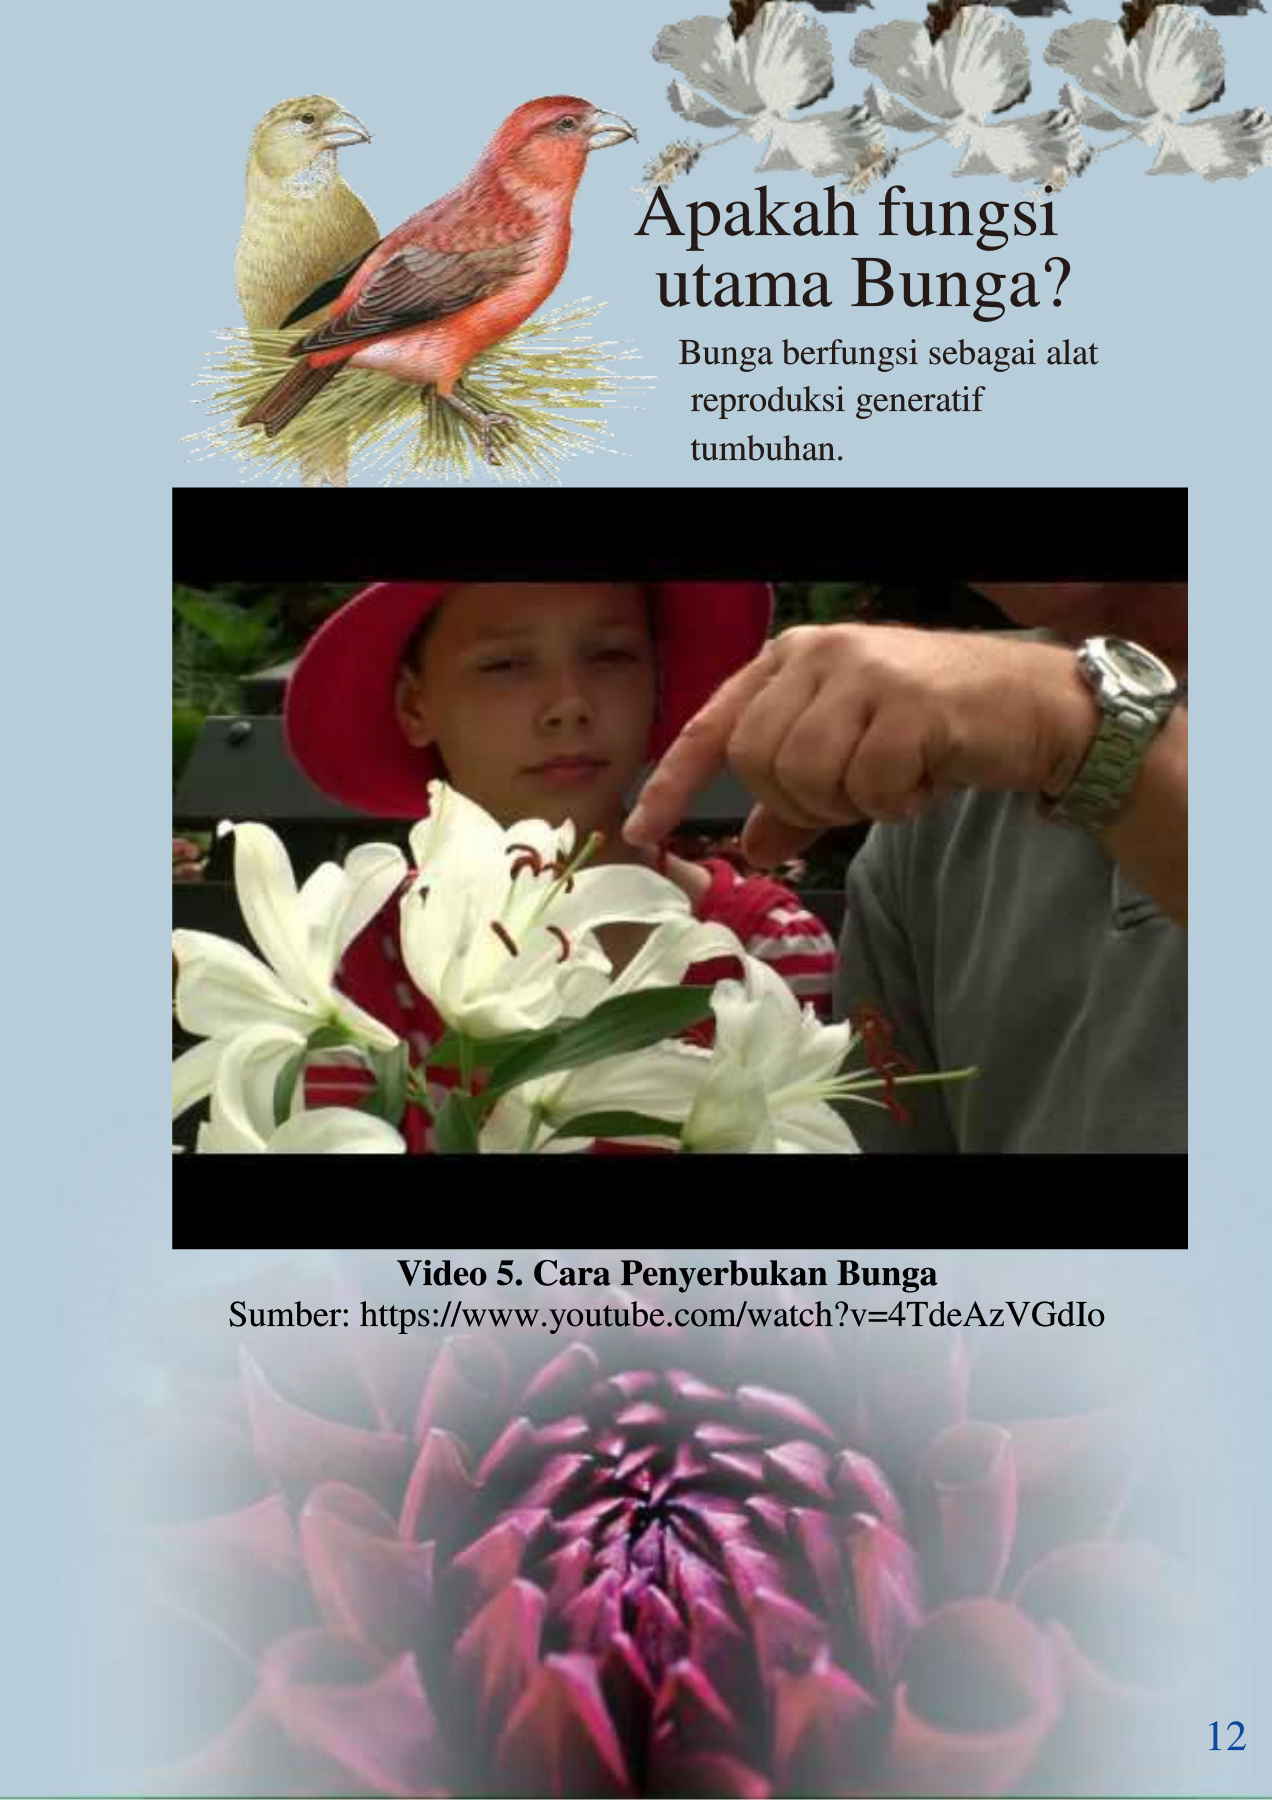 Apakah fungsi
utama Bunga?
Bunga berfungsi sebagai alat
reproduksi generatif
tumbuhan.
Video 5. Cara Penyerbukan Bunga
Sumber: https://www.youtube.com/watch?v=4TdeAzVGdIo
12